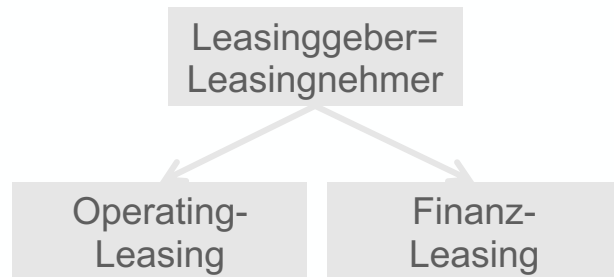 Leasinggeber=
Leasingnehmer
Operating-
Leasing
Finanz-
Leasing